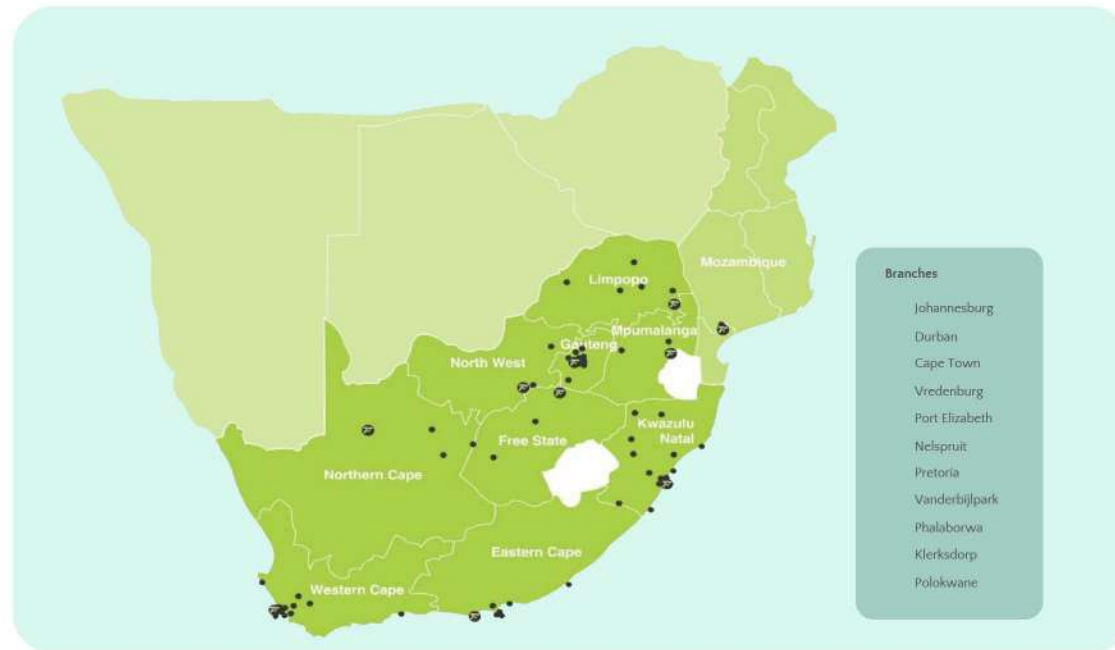 Limpopo
Mozambique
Mpumalanga
Gauteng
North West
Free State
Kwazulu
Natal
Northern Cape
Eastern Cape
Western Cape
Branches
Johannesburg
Durban
Cape Town
Vredenburg
Port Elizabeth
Nelspruit
Pretoria
Vanderbijlpark
Phalaborwa
Klerksdorp
Polokwane